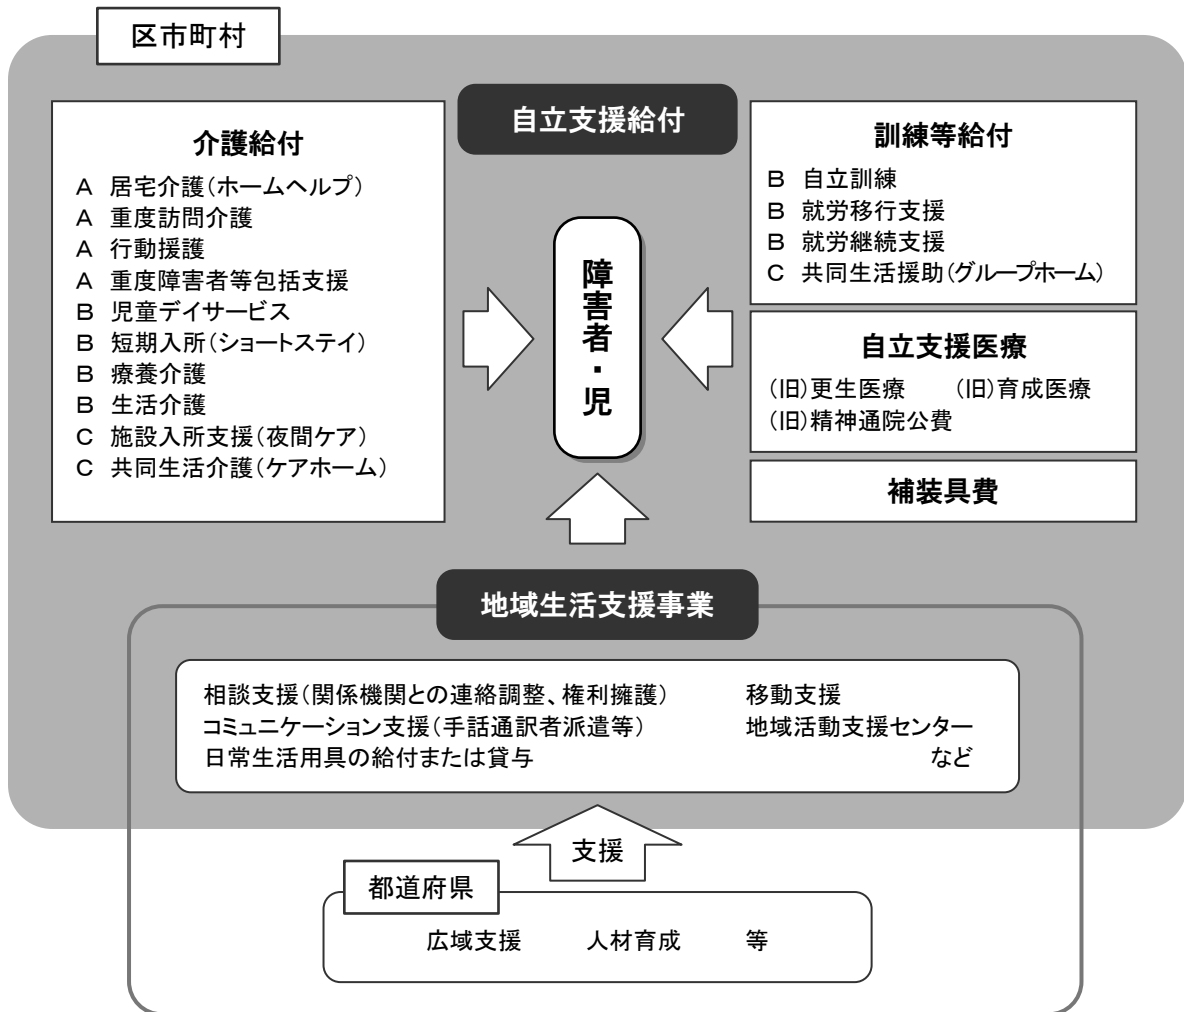 区市町村
自立支援給付
介護給付
A 居宅介護(ホームヘルプ)
A 重度訪問介護
A 行動援護
A 重度障害者等包括支援
B 児童デイサービス
B 短期入所(ショートステイ)
B 療養介護
B 生活介護
C 施設入所支援(夜間ケア)
C 共同生活介護(ケアホーム)
障害者・児
訓練等給付
B 自立訓練
B 就労移行支援
B 就労継続支援
C 共同生活援助(グループホーム)
自立支援医療
(旧)更生医療 (旧)育成医療
(旧)精神通院公費
補装具費
地域生活支援事業
相談支援(関係機関との連絡調整、権利擁護) 移動支援
コミュニケーション支援(手話通訳者派遣等) 地域活動支援センター
日常生活用具の給付または貸与 など
支援
都道府県
広域支援 人材育成 等